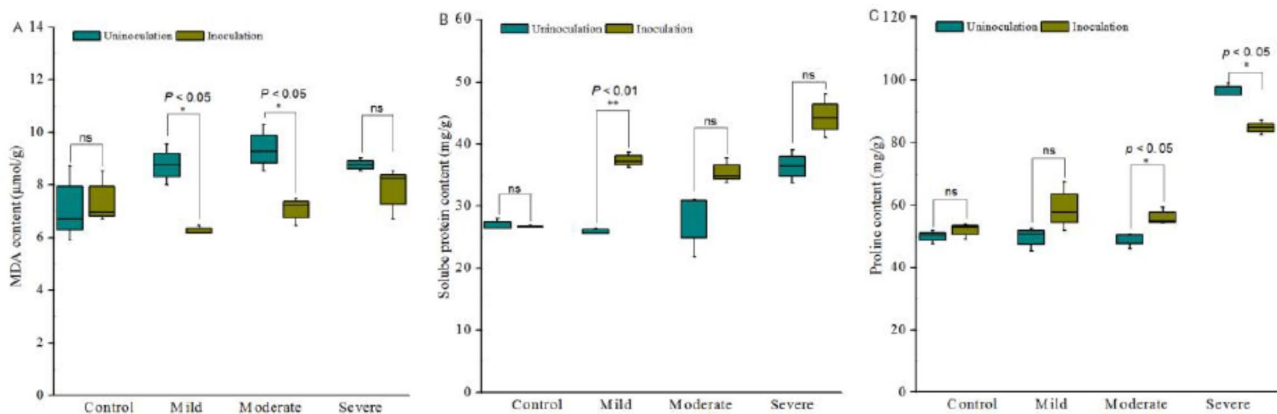 A
14
12
10
8
6
4
2
0
MDA content (μmol/g)
Uninoculation
Inoculation
ns
P < 0.05
*
P < 0.05
*
ns
Control
Mild
Moderate
Severe
B
60
50
40
30
20
10
0
Solube protein content (mg/g)
Uninoculation
Inoculation
ns
P < 0.01
**
ns
ns
Control
Mild
Moderate
Severe
C
120
100
80
60
40
20
0
Proline content (mg/g)
Uninoculation
Inoculation
ns
ns
p < 0.05
*
p < 0.05
*
Control
Mild
Moderate
Severe